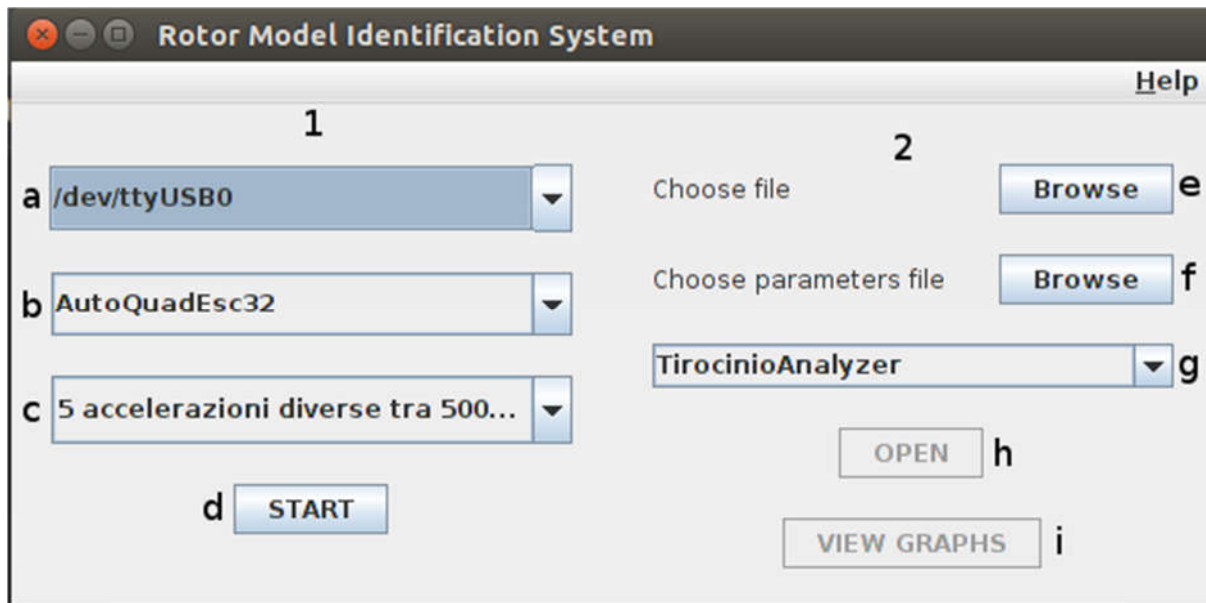 Rotor Model Identification System
Help
1
a /dev/ttyUSB0
b AutoQuadEsc32
c 5 accelerazioni diverse tra 500...
d START
2
Choose file Browse e
Choose parameters file Browse f
TirocinioAnalyzer g
OPEN h
VIEW GRAPHS i